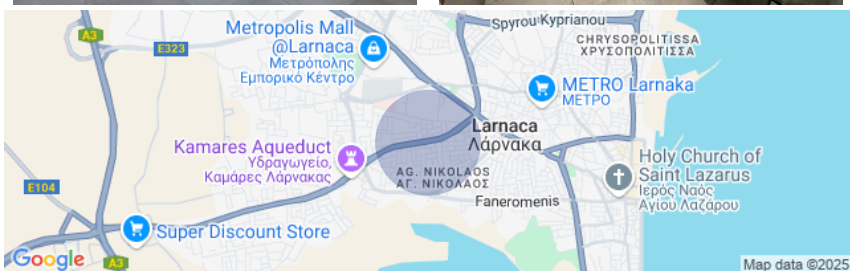 Spyrou Kyprianou
A3
Metropolis Mall
@Larnaca
Μετρόπολης
Εμπορικό Κέντρο
E323
CHRYSOPOLITISSA
ΧΡΥΣΟΠΟΛΙΤΙΣΣΑ
METRO Larnaka
ΜΕΤΡΟ
Larnaca
Λάρνακα
Kamares Aqueduct
Υδραγωγείο,
Καμάρες Λάρνακας
Holy Church of
Saint Lazarus
Ιερός Ναός
Αγίου Λαζάρου
AG. NIKOLAOS
ΑΓ. ΝΙΚΟΛΑΟΣ
E104
Faneromenis
Super Discount Store
Google
A3
Map data ©2025